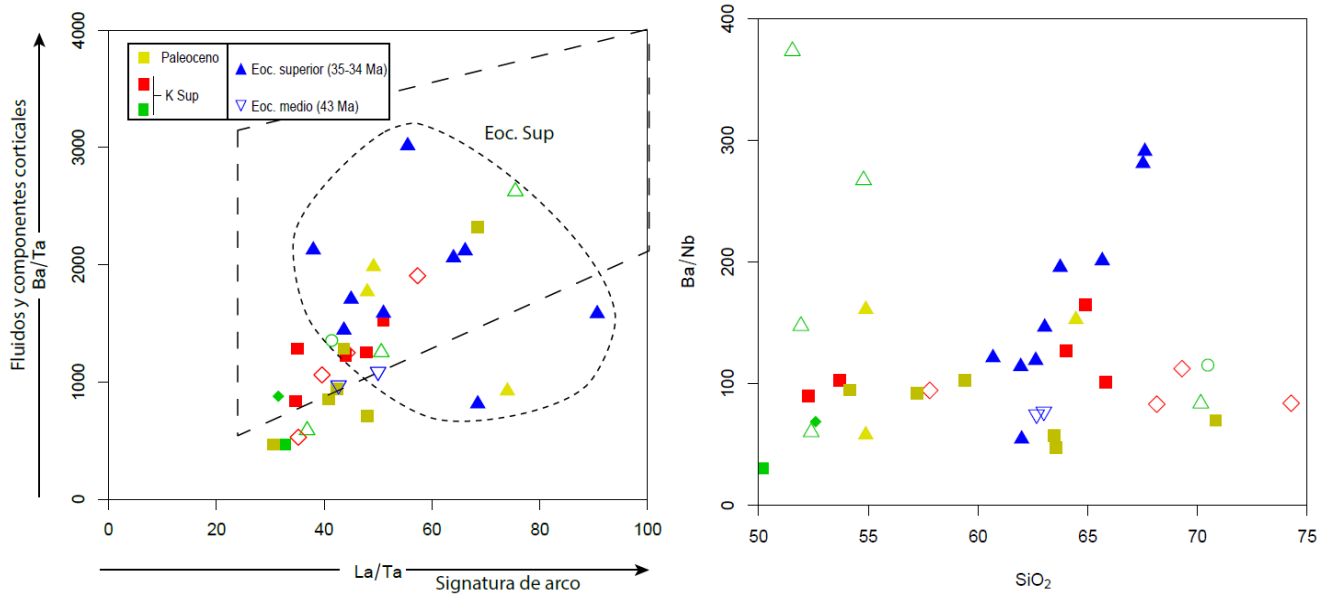 Fluidos y componentes corticales
Ba/Ta
4000
3000
2000
1000
0
Paleoceno
K Sup
Eoc. superior (35-34 Ma)
Eoc. medio (43 Ma)
Eoc. Sup
0 20 40 60 80 100
La/Ta
Signatura de arco
Ba/Nb
400
300
200
100
0
50 55 60 65 70 75
SiO₂